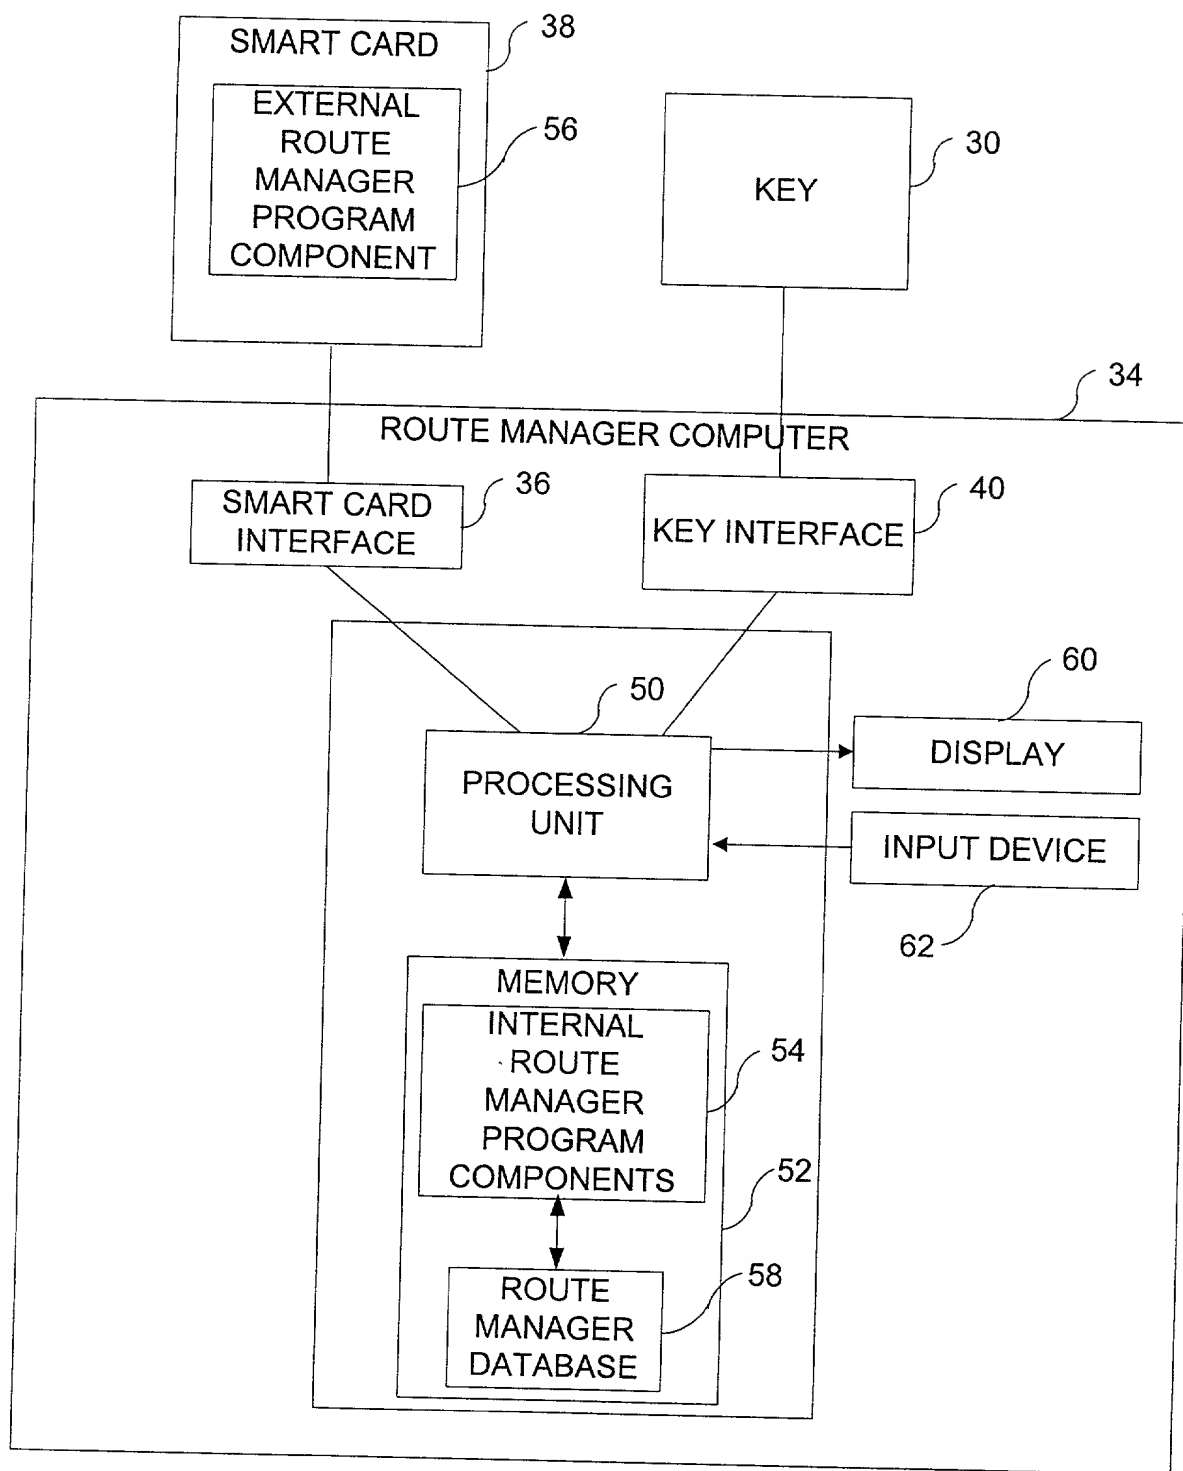 SMART CARD
38
EXTERNAL
ROUTE
MANAGER
PROGRAM
COMPONENT
56
KEY
30
34
ROUTE MANAGER COMPUTER
SMART CARD
INTERFACE
36
KEY INTERFACE
40
50
PROCESSING
UNIT
60
DISPLAY
INPUT DEVICE
62
MEMORY
INTERNAL
ROUTE
MANAGER
PROGRAM
COMPONENTS
54
52
ROUTE
MANAGER
DATABASE
58